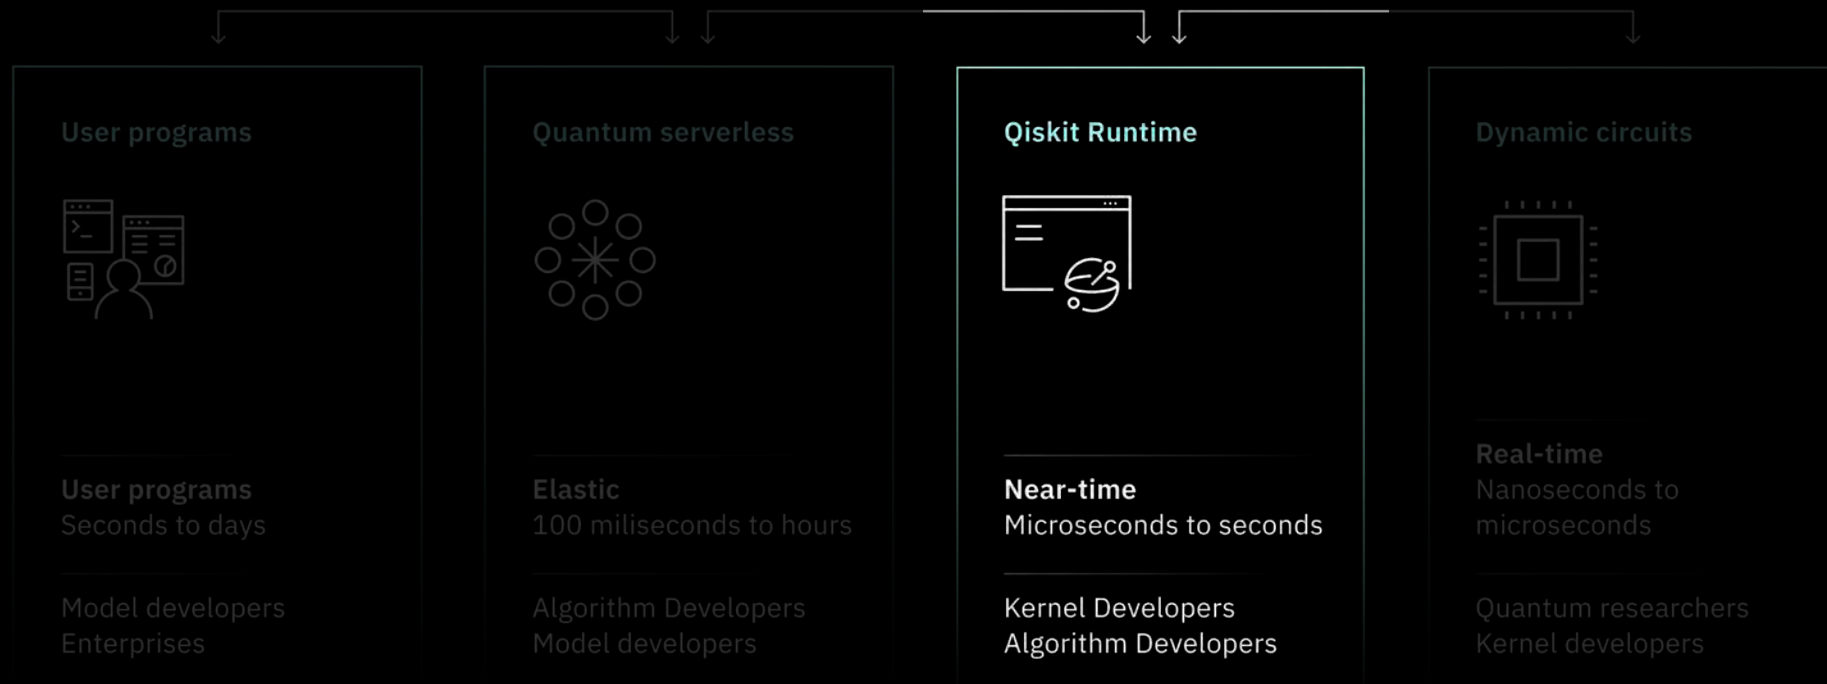 User programs
Quantum serverless
Qiskit Runtime
Dynamic circuits
User programs
Seconds to days
Elastic
100 miliseconds to hours
Near-time
Microseconds to seconds
Real-time
Nanoseconds to
microseconds
Model developers
Enterprises
Algorithm Developers
Model developers
Kernel Developers
Algorithm Developers
Quantum researchers
Kernel developers